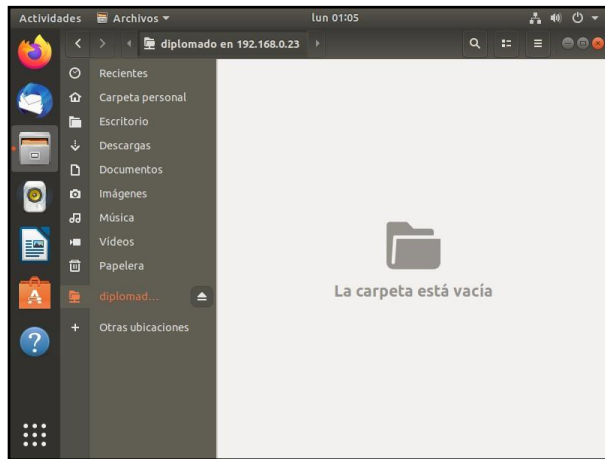 Actividades Archivos lun 01:05
diplomado en 192.168.0.23
Recientes
Carpeta personal
Escritorio
Descargas
Documentos
Imágenes
Música
Vídeos
Papelera
diplomad...
Otras ubicaciones
La carpeta está vacía